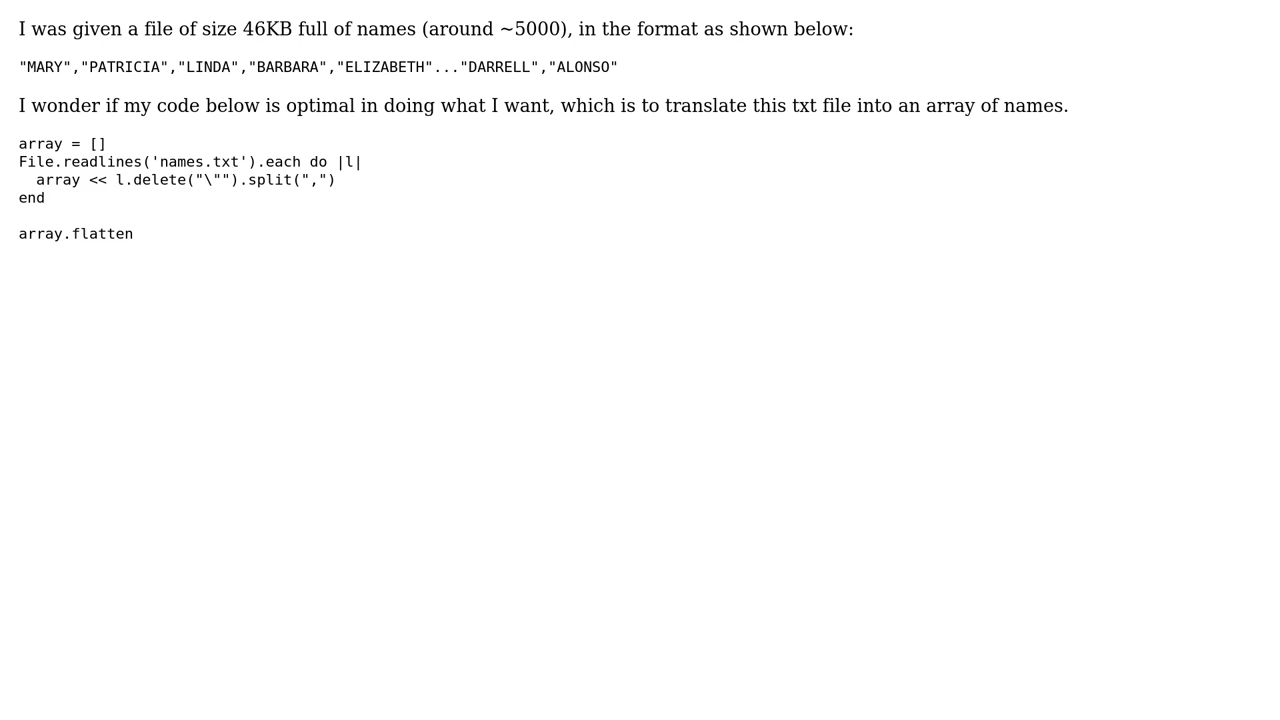 I was given a file of size 46KB full of names (around ~5000), in the format as shown below:
"MARY","PATRICIA","LINDA","BARBARA","ELIZABETH"..."DARRELL","ALONSO"
I wonder if my code below is optimal in doing what I want, which is to translate this txt file into an array of names.
array = []
File.readlines('names.txt').each do |l|
  array << l.delete("\"").split(",")
end
array.flatten